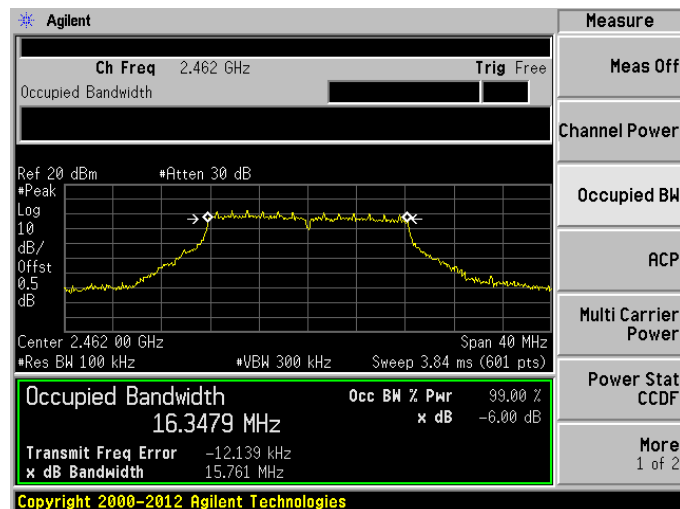 Agilent
Measure
Ch Freq 2.462 GHz Trig Free
Occupied Bandwidth
Meas Off
Channel Power
Occupied BW
ACP
Multi Carrier
Power
Power Stat
CCDF
More
1 of 2
Ref 20 dBm #Atten 30 dB
#Peak
Log
10
dB/
Offst
0.5
dB
Center 2.462 00 GHz Span 40 MHz
#Res BW 100 kHz #VBW 300 kHz Sweep 3.84 ms (601 pts)
Occupied Bandwidth Occ BW % Pwr 99.00 %
16.3479 MHz x dB -6.00 dB
Transmit Freq Error -12.139 kHz
x dB Bandwidth 15.761 MHz
Copyright 2000-2012 Agilent Technologies